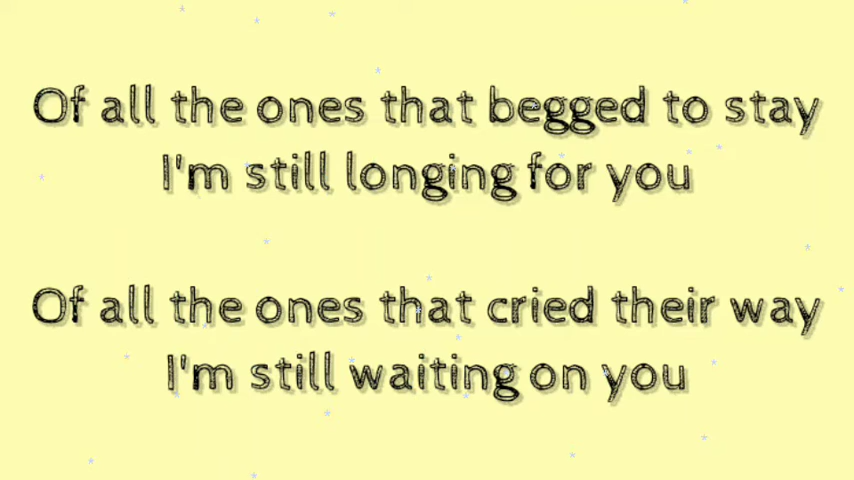 Of all the ones that begged to stay
I'm still longing for you
Of all the ones that cried their way
I'm still waiting on you